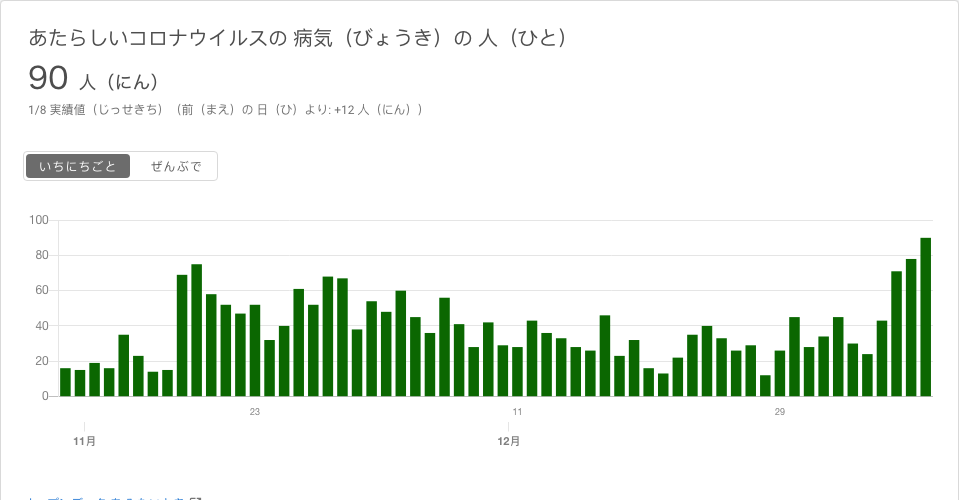 あたらしいコロナウイルスの 病気（びょうき）の 人（ひと）
90 人（にん）
1/8 実績値（じっせきち）（前（まえ）の 日（ひ）より: +12 人（にん））
いちにちごと ぜんぶで
100
80
60
40
20
0
23 11 29
11月 12月